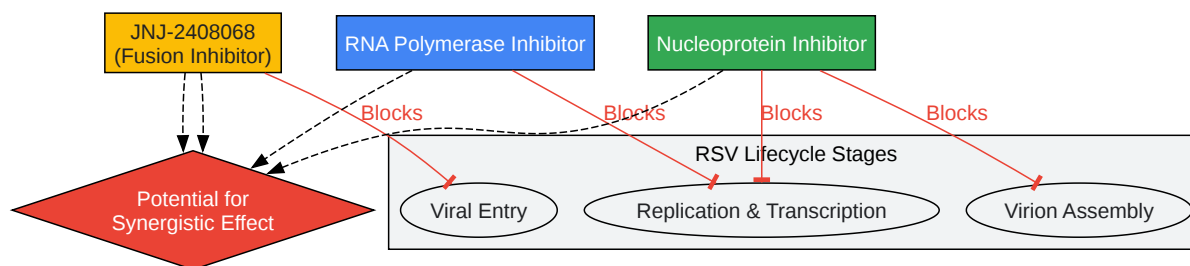 JNJ-2408068
(Fusion Inhibitor)
RNA Polymerase Inhibitor
Nucleoprotein Inhibitor
Blocks
Blocks
Blocks
Blocks
RSV Lifecycle Stages
Potential for
Synergistic Effect
Viral Entry
Replication & Transcription
Virion Assembly